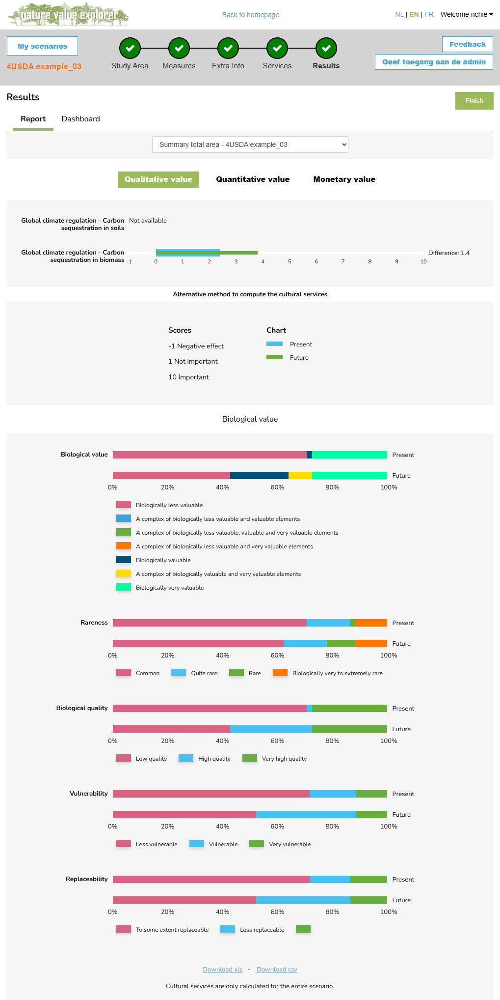 nature value explorer
Back to homepage
NL | EN | FR Welcome richie
My scenarios
Feedback
4USDA example_03
Geef toegang aan de admin
Study Area Measures Extra Info Services Results
Results
Finish
Report Dashboard
Summary total area - 4USDA example_03
Qualitative value Quantitative value Monetary value
Global climate regulation - Carbon
sequestration in soils
Not available
Global climate regulation - Carbon
sequestration in biomass
Difference: 1.4
-1 0 1 2 3 4 5 6 7 8 9 10
Alternative method to compute the cultural services
Scores Chart
-1 Negative effect
Present
1 Not important
Future
10 Important
Biological value
Biological value Present
Future
0% 20% 40% 60% 80% 100%
Biologically less valuable
A complex of biologically less valuable and valuable elements
A complex of biologically less valuable, valuable and very valuable elements
A complex of biologically less valuable and very valuable elements
Biologically valuable
A complex of biologically valuable and very valuable elements
Biologically very valuable
Rareness Present
Future
0% 20% 40% 60% 80% 100%
Common Quite rare Rare Biologically very to extremely rare
Biological quality Present
Future
0% 20% 40% 60% 80% 100%
Low quality High quality Very high quality
Vulnerability Present
Future
0% 20% 40% 60% 80% 100%
Less vulnerable Vulnerable Very vulnerable
Replaceability Present
Future
0% 20% 40% 60% 80% 100%
To some extent replaceable Less replaceable
Download xls - Download csv
Cultural services are only calculated for the entire scenario.